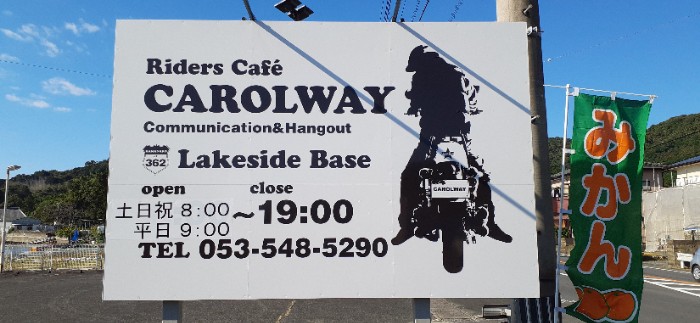 Riders Café
CAROLWAY
Communication&Hangout
362 Lakeside Base
open close
土日祝 8:00 ～19:00
平日 9:00
TEL 053-548-5290
CAROLWAY
みかん